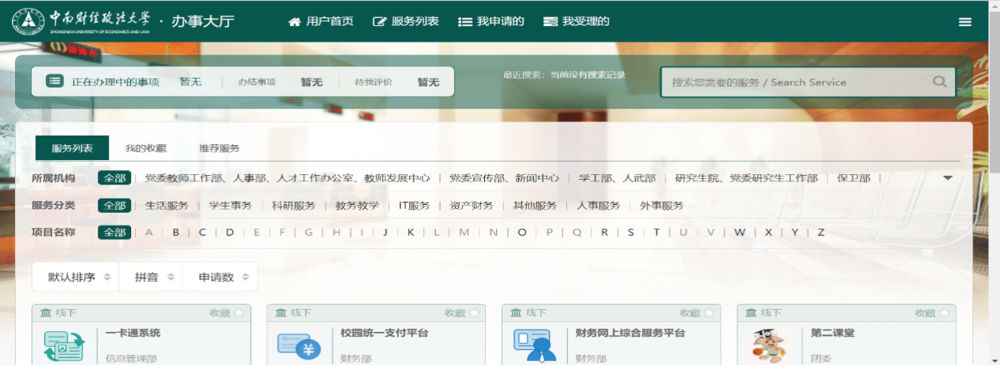 中南财经政法大学 · 办事大厅 用户首页 服务列表 我申请的 我受理的
ZHONGNAN UNIVERSITY OF ECONOMICS AND LAW
正在办理中的事项 暂无 办结事项 暂无 待我评价 暂无 最近搜索：当前没有搜索记录 搜索您需要的服务 / Search Service
服务列表 我的收藏 推荐服务
所属机构 全部 | 党委教师工作部、人事部、人才工作办公室、教师发展中心 | 党委宣传部、新闻中心 | 学工部、人武部 | 研究生院、党委研究生工作部 | 保卫部 |
服务分类 全部 | 生活服务 | 学生事务 | 科研服务 | 教务教学 | IT服务 | 资产财务 | 其他服务 | 人事服务 | 外事服务
项目名称 全部 | A | B | C | D | E | F | G | H | I | J | K | L | M | N | O | P | Q | R | S | T | U | V | W | X | Y | Z
默认排序 拼音 申请数
线下 收藏 线下 收藏 线下 收藏 线下 收藏
一卡通系统 校园统一支付平台 财务网上综合服务平台 第二课堂
信息管理部 财务部 财务部 团委